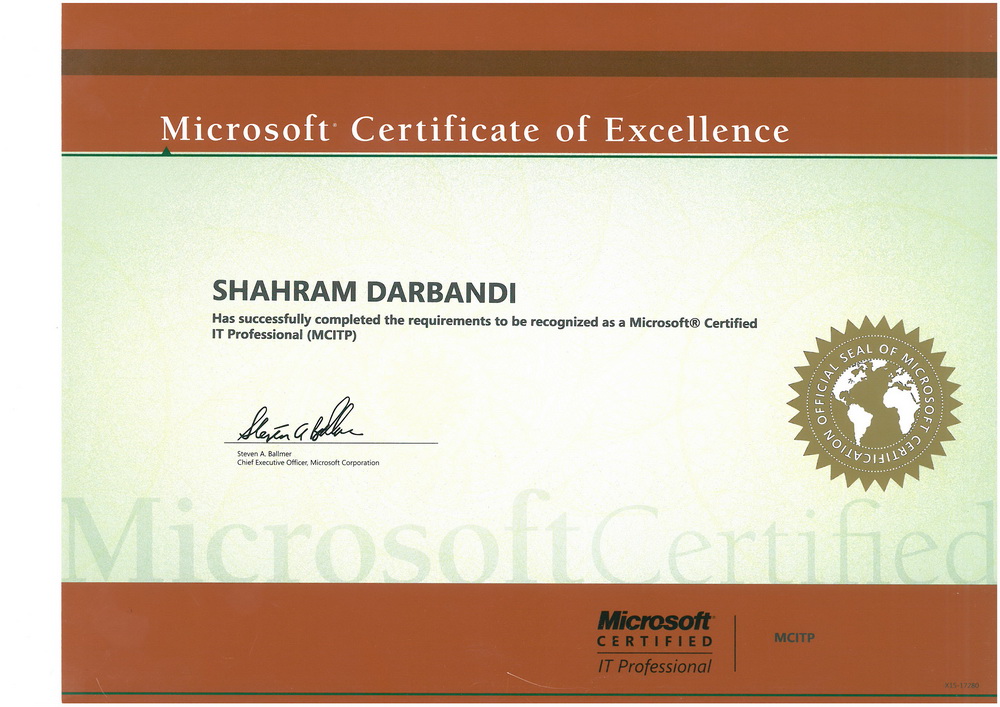 Microsoft® Certificate of Excellence
SHAHRAM DARBANDI
Has successfully completed the requirements to be recognized as a Microsoft® Certified
IT Professional (MCITP)
Steven A Ballmer
Steven A. Ballmer
Chief Executive Officer, Microsoft Corporation
OFFICIAL SEAL OF MICROSOFT CERTIFICATION
MicrosoftCertified
Microsoft
CERTIFIED
IT Professional
MCITP